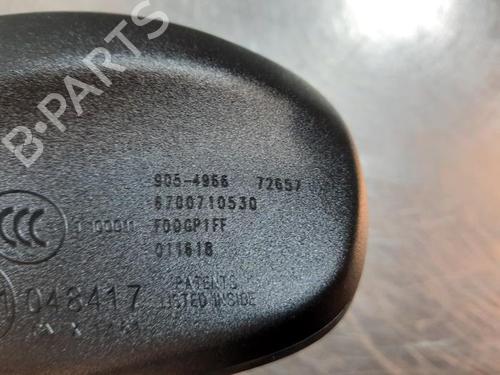 B-PARTS
905-4966 72657
6700710530
CCC
F00GP1FF
011618
PATENTS
LISTED INSIDE
048417